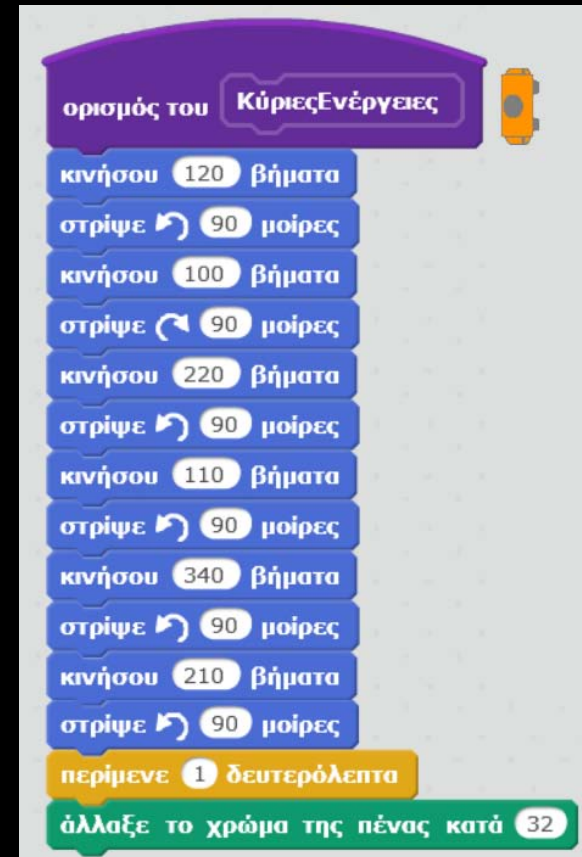 ορισμός του ΚύριεςΕνέργειες
κινήσου 120 βήματα
στρίψε 90 μοίρες
κινήσου 100 βήματα
στρίψε 90 μοίρες
κινήσου 220 βήματα
στρίψε 90 μοίρες
κινήσου 110 βήματα
στρίψε 90 μοίρες
κινήσου 340 βήματα
στρίψε 90 μοίρες
κινήσου 210 βήματα
στρίψε 90 μοίρες
περίμενε 1 δευτερόλεπτα
άλλαξε το χρώμα της πένας κατά 32